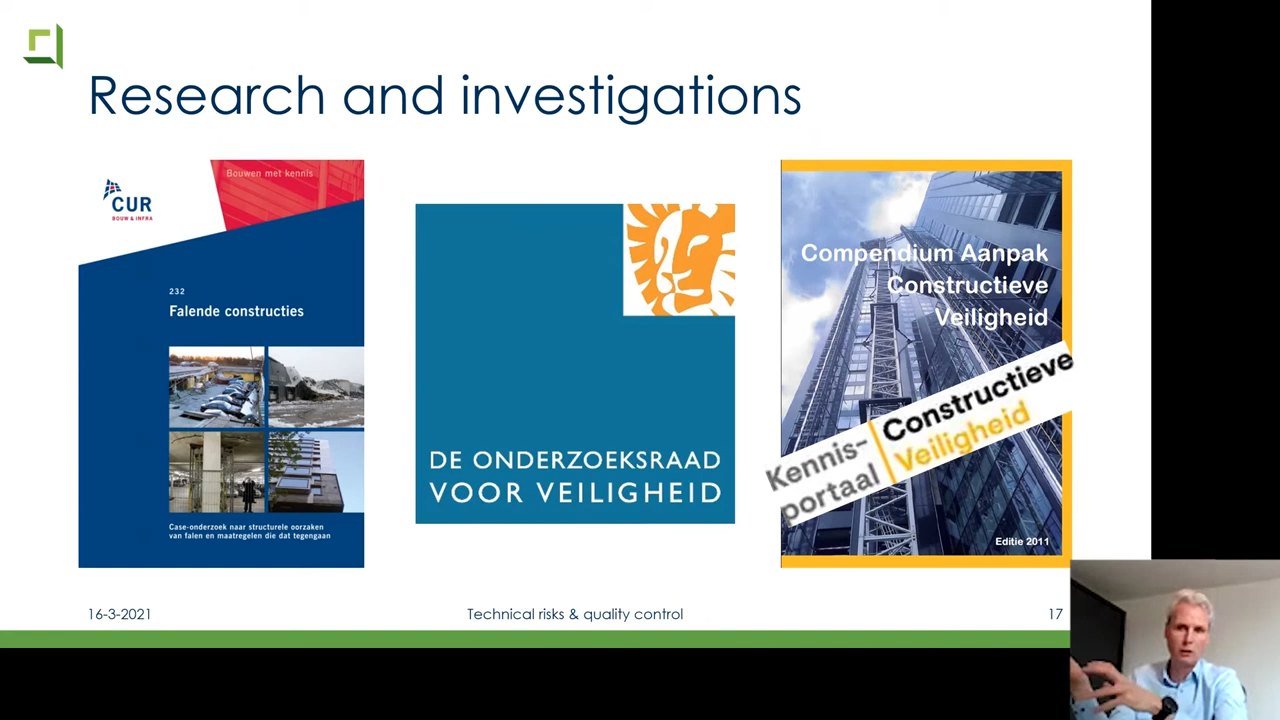 Research and investigations
Bouwen met kennis
CUR
BOUW & INFRA
232
Falende constructies
Case-onderzoek naar structurele oorzaken
van falen en maatregelen die dat tegengaan
DE ONDERZOEKSRAAD
VOOR VEILIGHEID
Compendium Aanpak
Constructieve
Veiligheid
Kennis-
portaal
Constructieve
Veiligheid
Editie 2011
16-3-2021
Technical risks & quality control
17